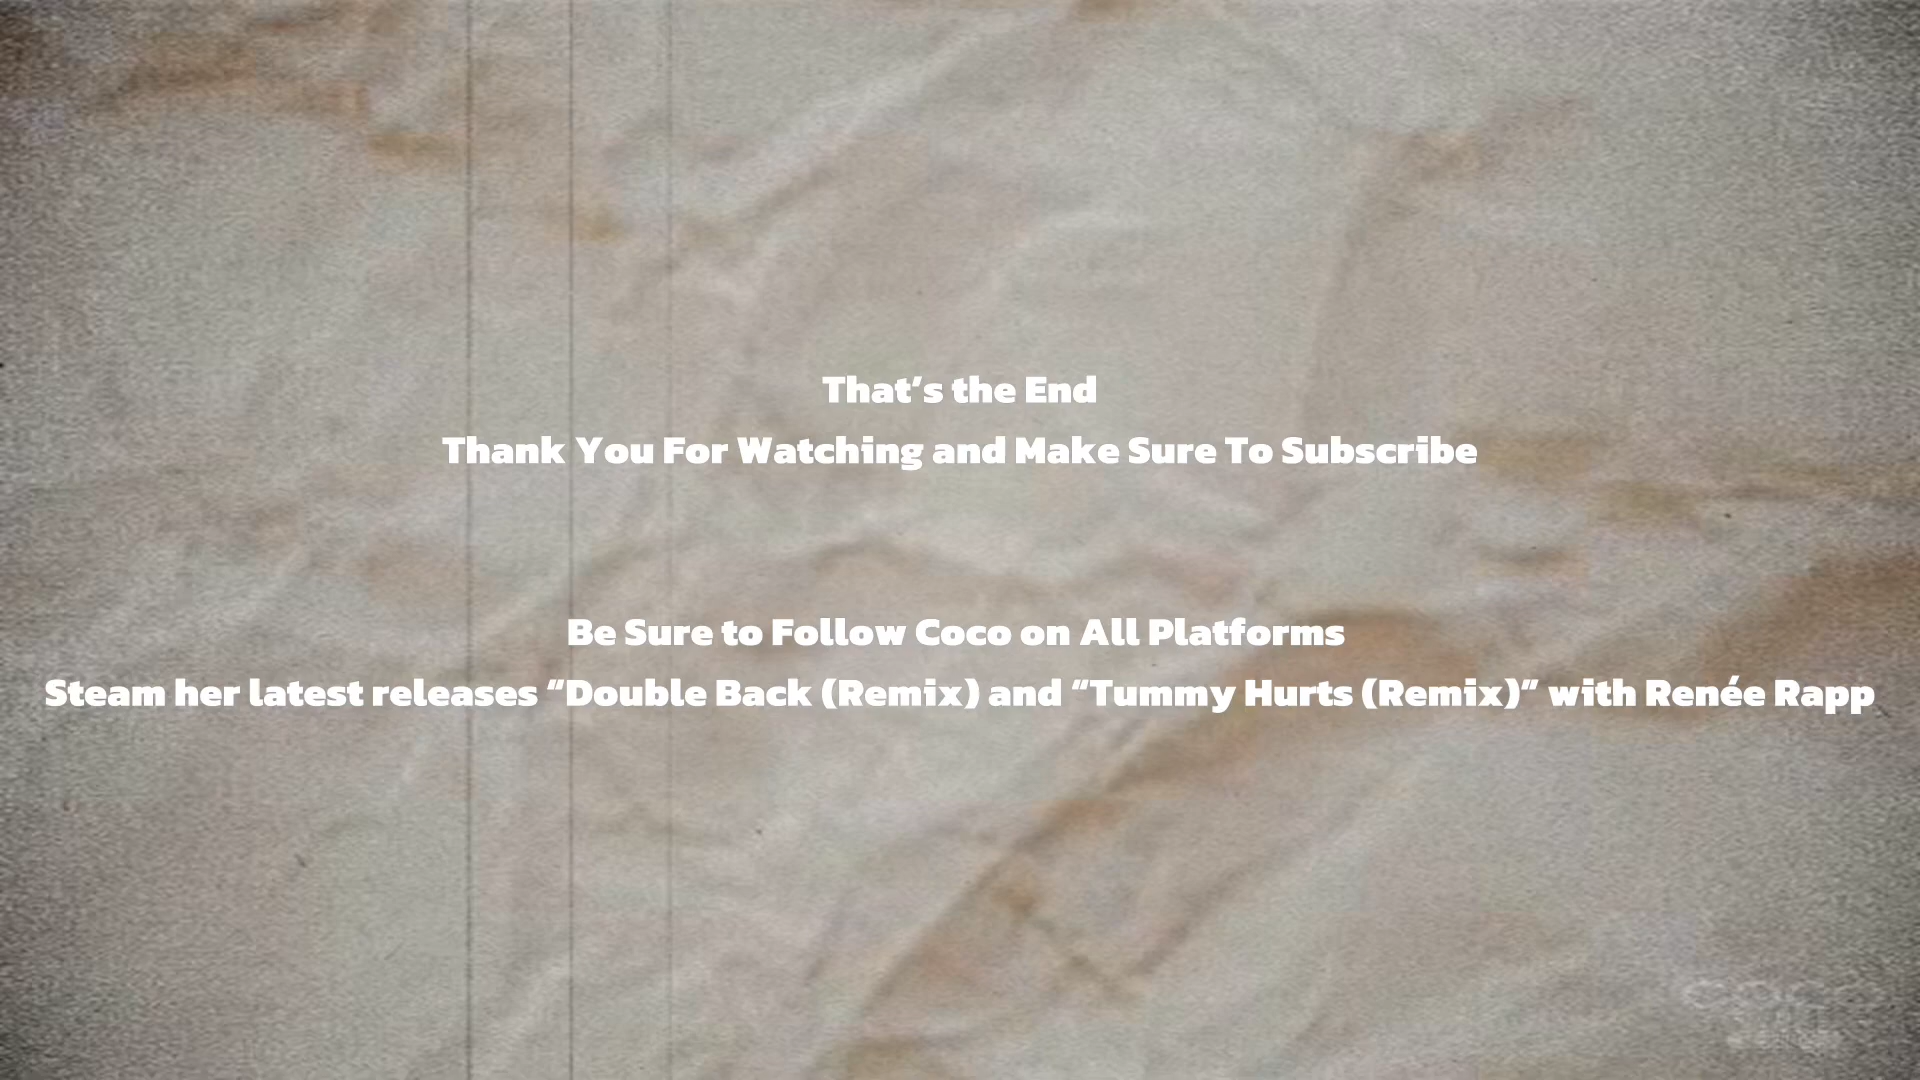 That's the End
Thank You For Watching and Make Sure To Subscribe
Be Sure to Follow Coco on All Platforms
Steam her latest releases “Double Back (Remix) and “Tummy Hurts (Remix)” with Renée Rapp